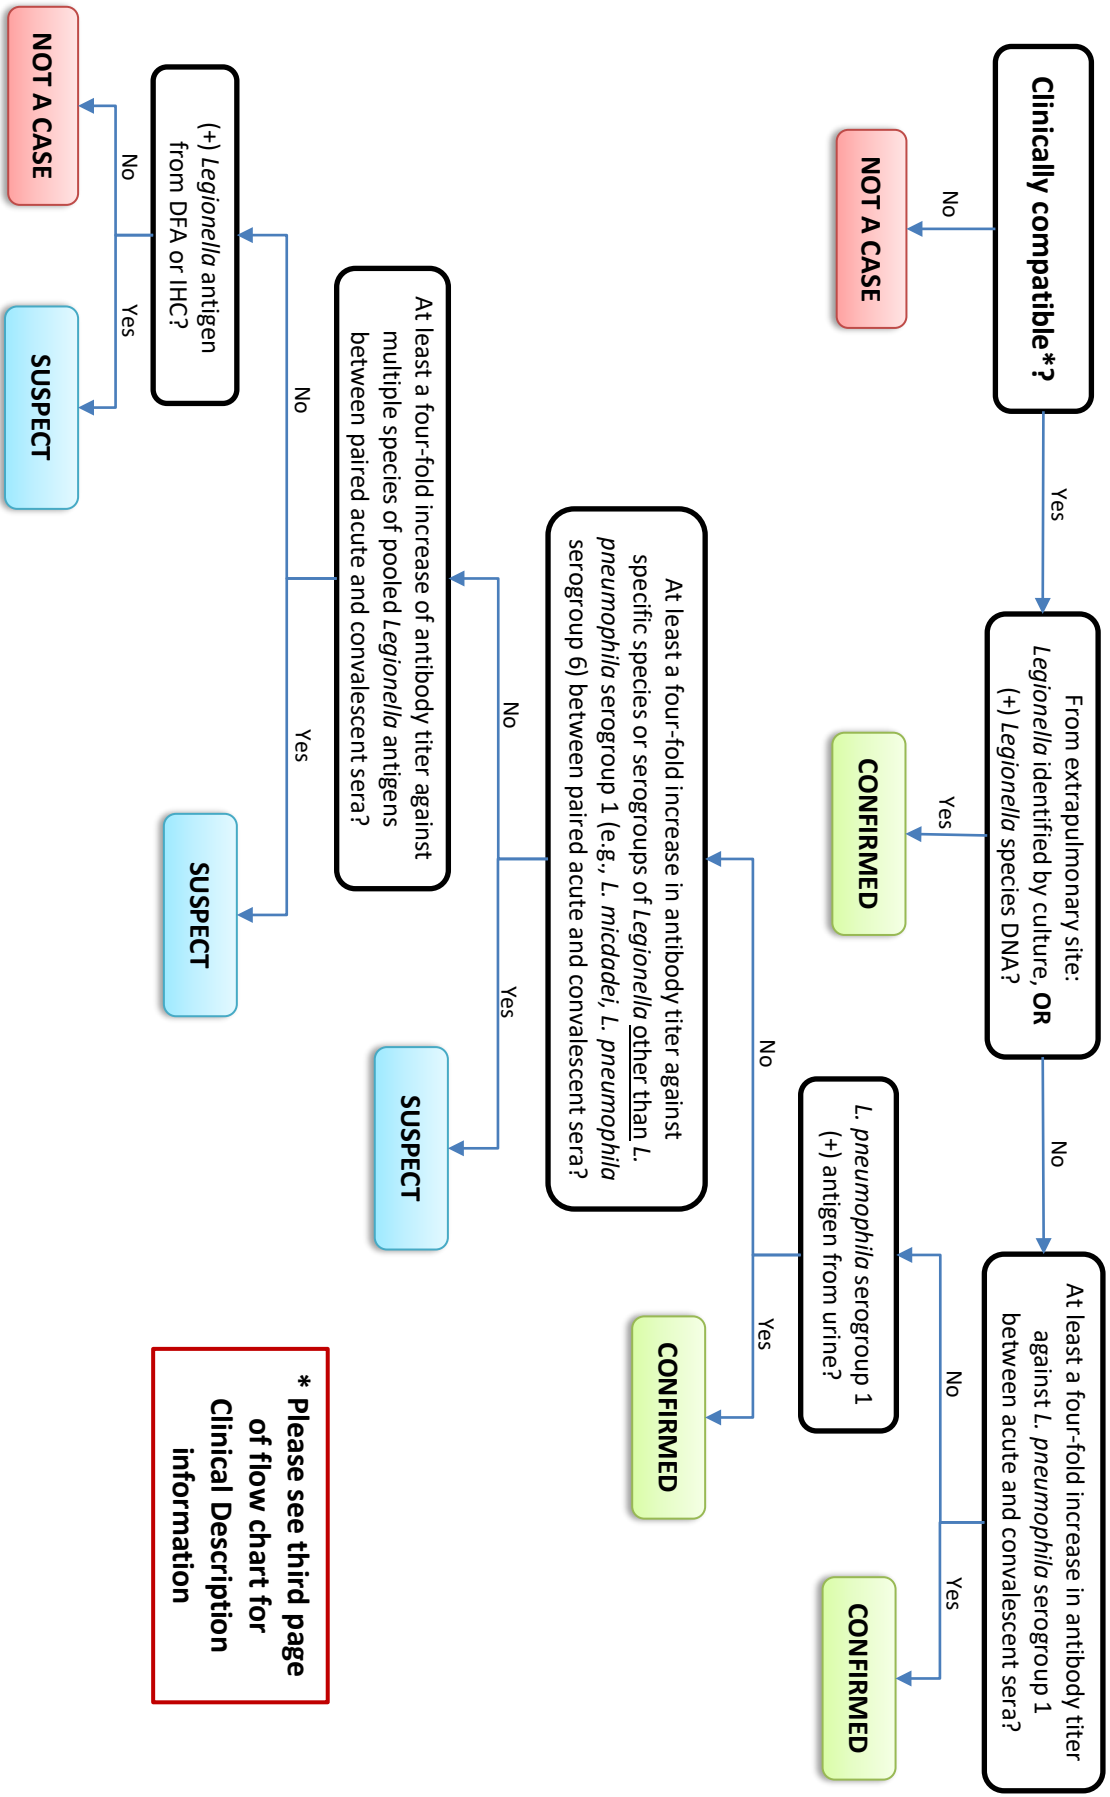 Clinically compatible*?
Yes
No
NOT A CASE
From extrapulmonary site:
Legionella identified by culture, OR
(+) Legionella species DNA?
Yes
CONFIRMED
No
At least a four-fold increase in antibody titer
against L. pneumophila serogroup 1
between acute and convalescent sera?
No
Yes
CONFIRMED
L. pneumophila serogroup 1
(+) antigen from urine?
No
Yes
CONFIRMED
At least a four-fold increase in antibody titer against
specific species or serogroups of Legionella other than L.
pneumophila serogroup 1 (e.g., L. micdadei, L. pneumophila
serogroup 6) between paired acute and convalescent sera?
No
Yes
SUSPECT
At least a four-fold increase of antibody titer against
multiple species of pooled Legionella antigens
between paired acute and convalescent sera?
No
Yes
SUSPECT
(+) Legionella antigen
from DFA or IHC?
No
Yes
NOT A CASE
SUSPECT
* Please see third page
of flow chart for
Clinical Description
information